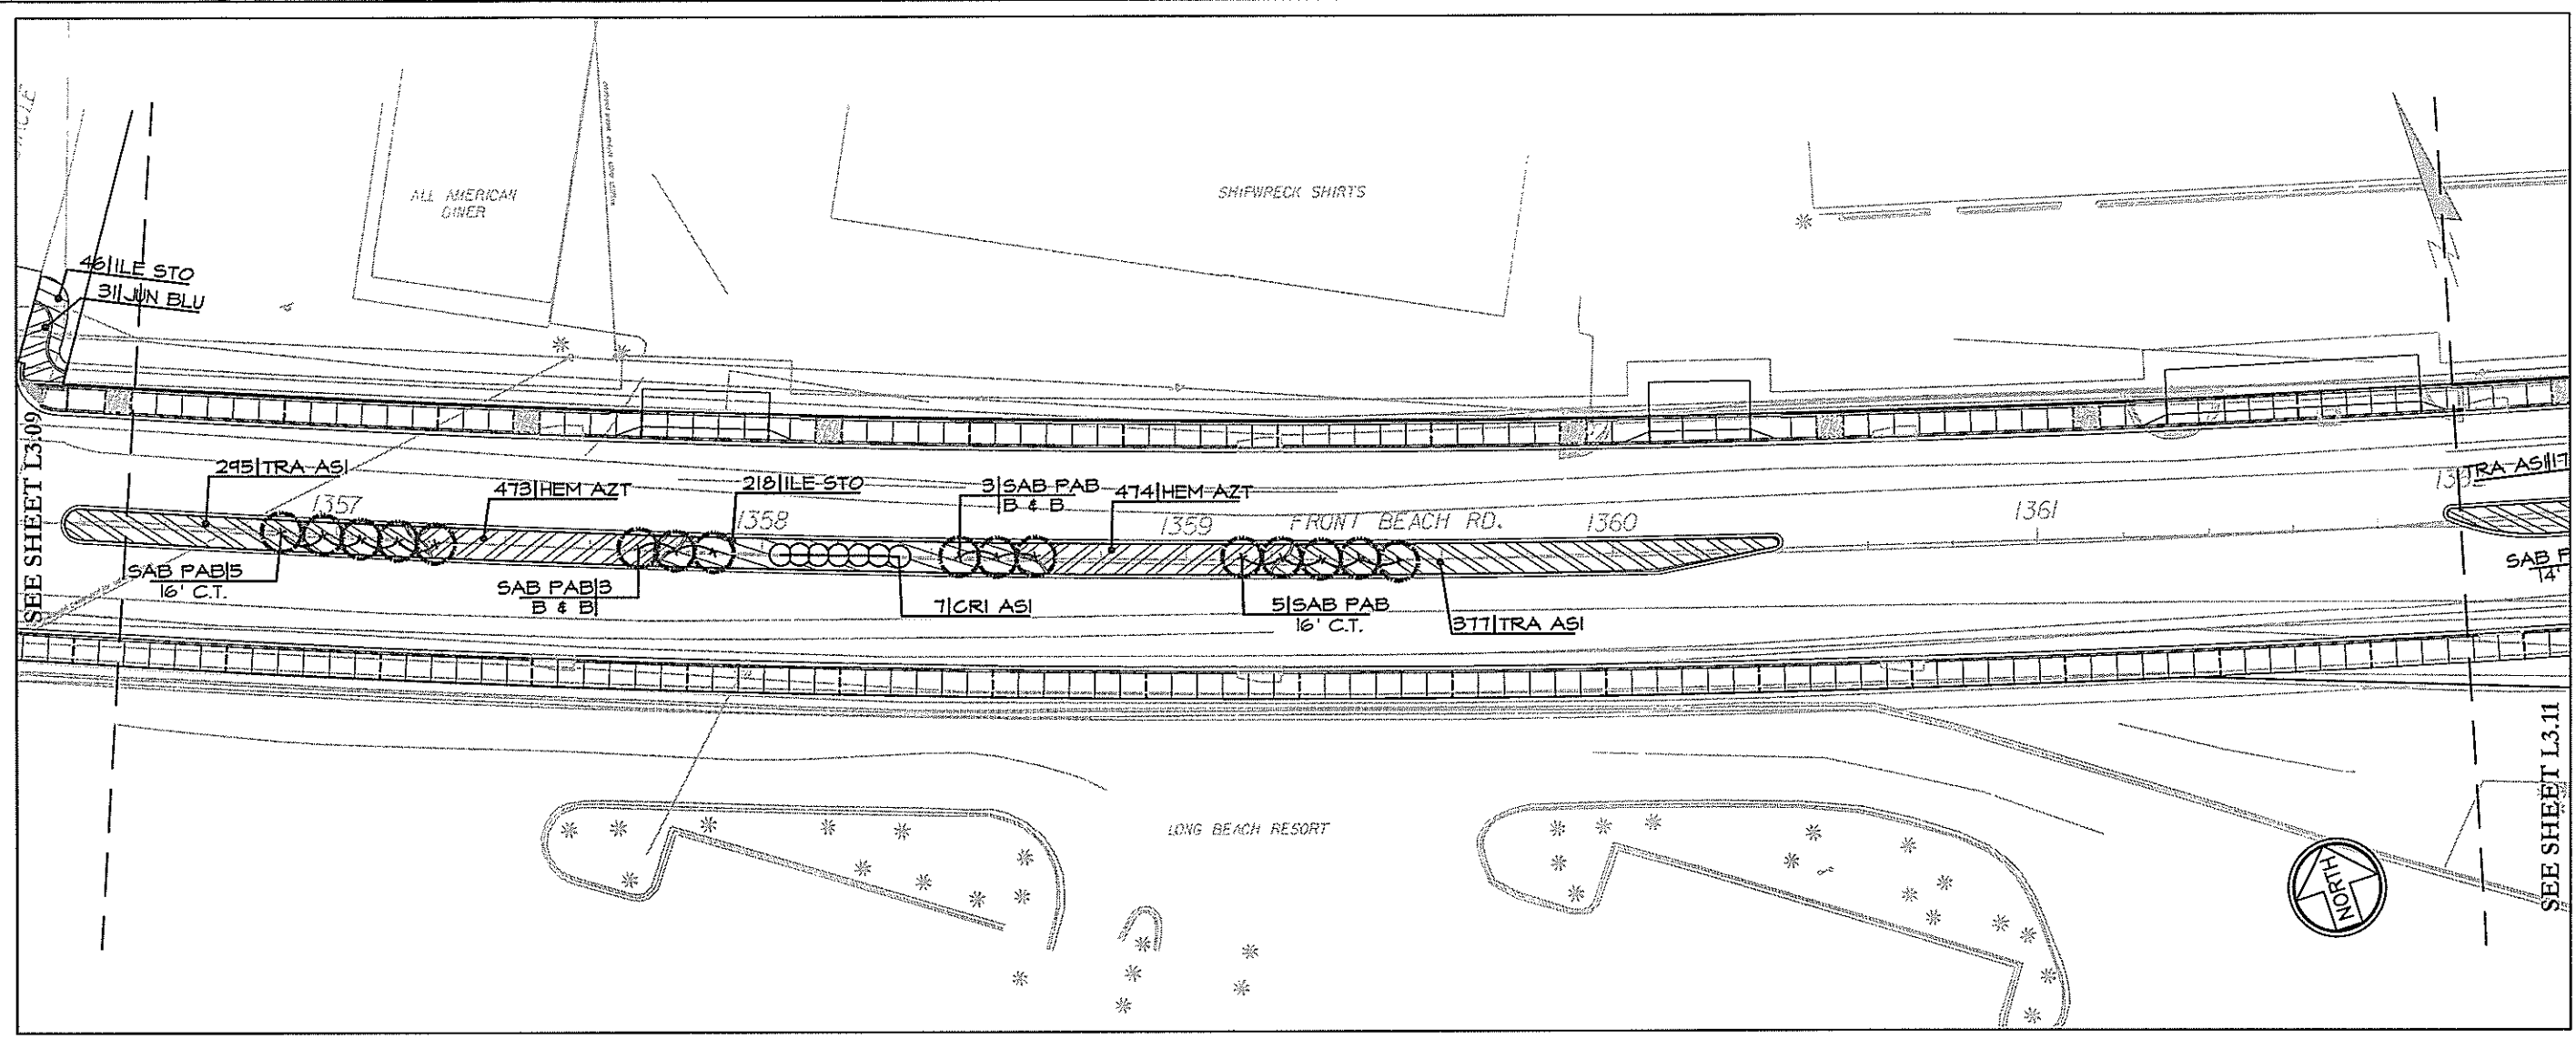 ALL AMERICAN
DINER
SHIPWRECK SHIRTS
46|ILE STO
31|JUN BLU
SEE SHEET L3.09
295|TRA ASI
1357
473|HEM AZT
218|ILE STO
1358
3|SAB PAB
B & B
474|HEM AZT
1359
FRONT BEACH RD.
1360
1361
TRA ASI|17
SAB PAB|5
16' C.T.
SAB PAB|3
B & B
7|CRI ASI
5|SAB PAB
16' C.T.
377|TRA ASI
SAB P
14'
LONG BEACH RESORT
NORTH
SEE SHEET L3.11